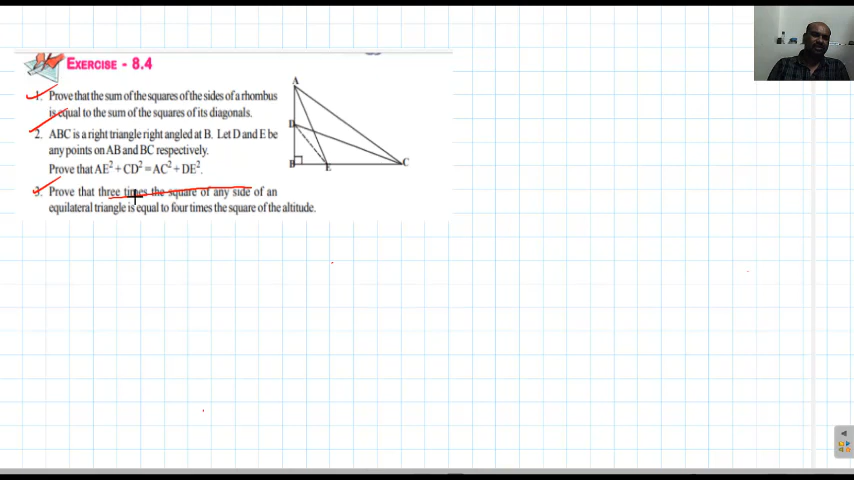 EXERCISE - 8.4
1. Prove that the sum of the squares of the sides of a rhombus
is equal to the sum of the squares of its diagonals.
2. ABC is a right triangle right angled at B. Let D and E be
any points on AB and BC respectively.
Prove that AE² + CD² = AC² + DE².
3. Prove that three times the square of any side of an
equilateral triangle is equal to four times the square of the altitude.
A
D
B
E
C